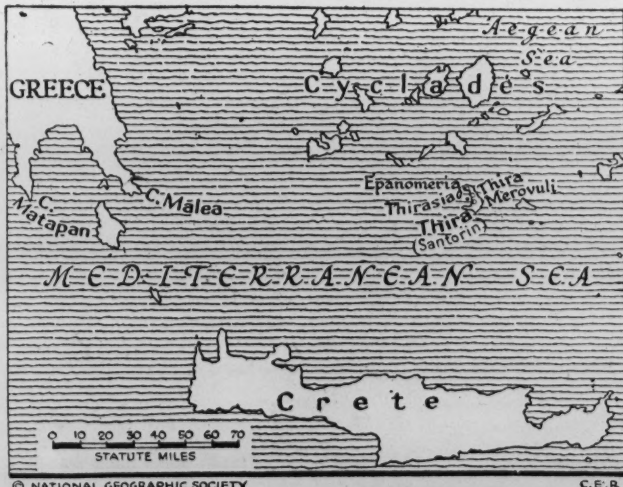 Aegean
Sea
GREECE
Cyclades
C. Matapan
C. Málea
Epanomeria
Thira
Merovuli
Thirasia
Thira
(Santorin)
MEDITERRANEAN SEA
Crete
0 10 20 30 40 50 60 70
STATUTE MILES
© NATIONAL GEOGRAPHIC SOCIETY
C.E.R.